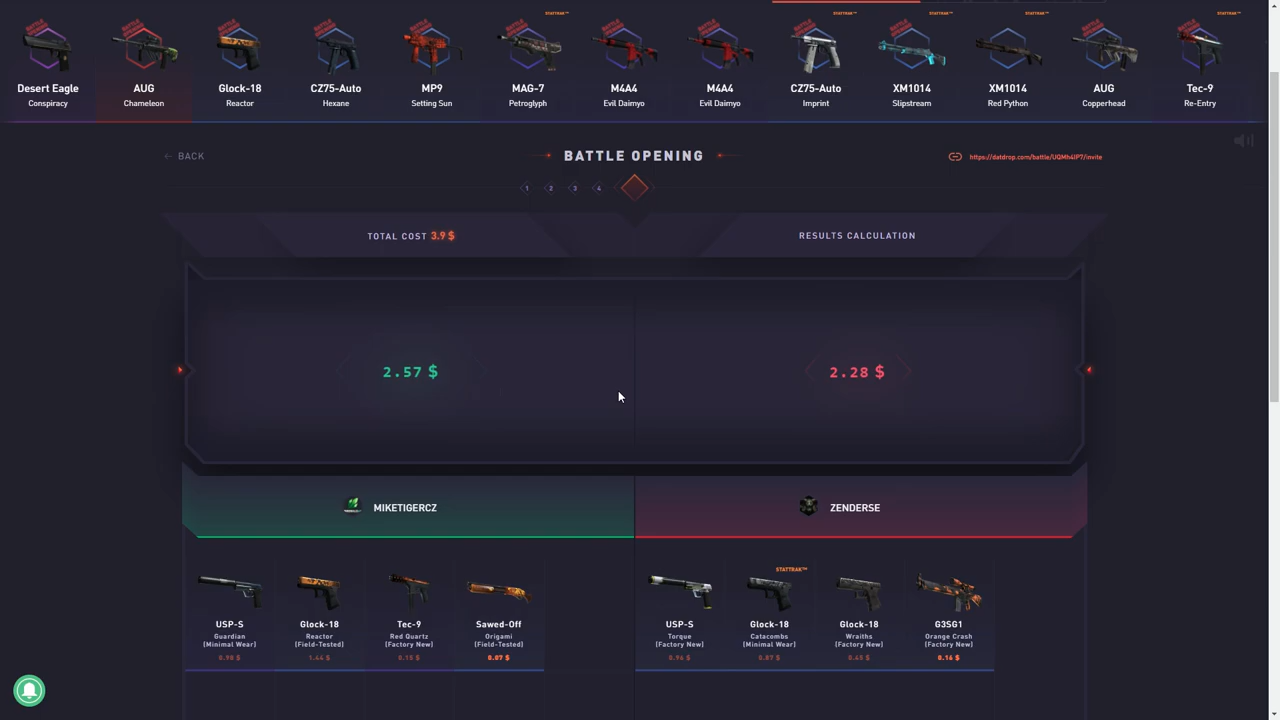 STATTRAK™ STATTRAK™ STATTRAK™ STATTRAK™ STATTRAK™
Desert Eagle AUG Glock-18 CZ75-Auto MP9 MAG-7 M4A4 M4A4 CZ75-Auto XM1014 XM1014 AUG Tec-9
Conspiracy Chameleon Reactor Hexane Setting Sun Petroglyph Evil Daimyo Evil Daimyo Imprint Slipstream Red Python Copperhead Re-Entry
← BACK
BATTLE OPENING
https://datdrop.com/battle/UQMh4IP7/invite
1 2 3 4
TOTAL COST 3.9 $
RESULTS CALCULATION
2.57 $ 2.28 $
MIKETIGERCZ ZENDERSE
STATTRAK™
USP-S Glock-18 Tec-9 Sawed-Off USP-S Glock-18 Glock-18 G3SG1
Guardian Reactor Red Quartz Origami Torque Catacombs Wraiths Orange Crash
(Minimal Wear) (Field-Tested) (Factory New) (Field-Tested) (Factory New) (Minimal Wear) (Factory New) (Factory New)
0.07 $ 0.16 $